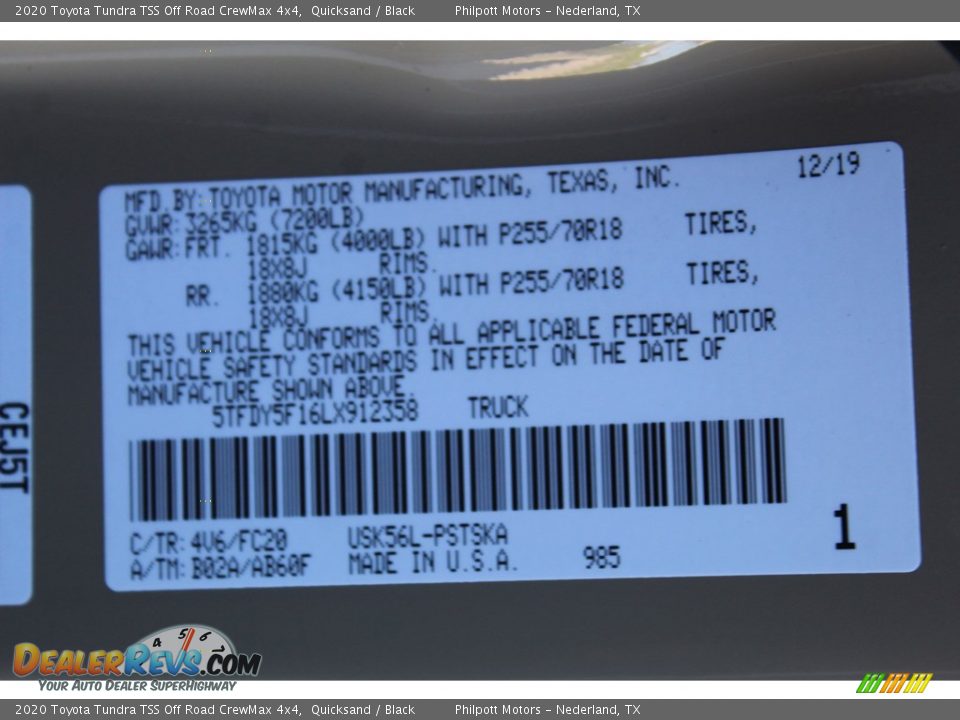 2020 Toyota Tundra TSS Off Road CrewMax 4x4, Quicksand / Black Philpott Motors – Nederland, TX
12/19
MFD.BY:TOYOTA MOTOR MANUFACTURING, TEXAS, INC.
GVWR:3265KG (7200LB)
GAWR:FRT. 1815KG (4000LB) WITH P255/70R18 TIRES,
18X8J RIMS.
RR. 1880KG (4150LB) WITH P255/70R18 TIRES,
18X8J RIMS.
THIS VEHICLE CONFORMS TO ALL APPLICABLE FEDERAL MOTOR
VEHICLE SAFETY STANDARDS IN EFFECT ON THE DATE OF
MANUFACTURE SHOWN ABOVE.
5TFDY5F16LX912358 TRUCK
CEJ5T
C/TR:4V6/FC20 USK56L-PSTSKA
A/TM:B02A/AB60F MADE IN U.S.A. 985
1
4 5 6
DEALERREVS.COM
YOUR AUTO DEALER SUPERHIGHWAY
2020 Toyota Tundra TSS Off Road CrewMax 4x4, Quicksand / Black Philpott Motors – Nederland, TX